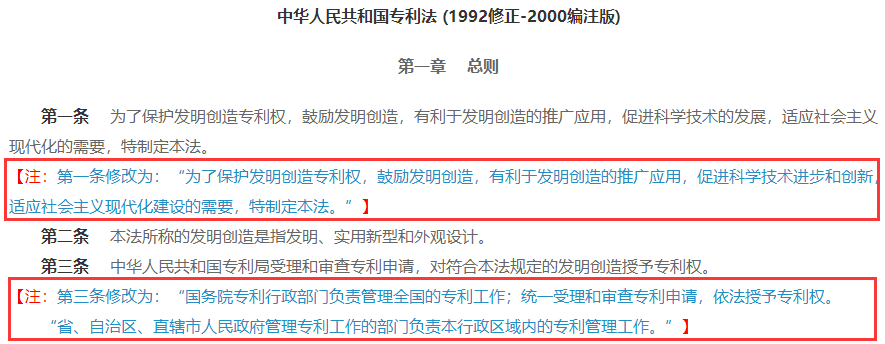 中华人民共和国专利法 (1992修正-2000编注版)
第一章 总则
第一条 为了保护发明创造专利权，鼓励发明创造，有利于发明创造的推广应用，促进科学技术的发展，适应社会主义
现代化的需要，特制定本法。
【注：第一条修改为：“为了保护发明创造专利权，鼓励发明创造，有利于发明创造的推广应用，促进科学技术进步和创新，
适应社会主义现代化建设的需要，特制定本法。”】
第二条 本法所称的发明创造是指发明、实用新型和外观设计。
第三条 中华人民共和国专利局受理和审查专利申请，对符合本法规定的发明创造授予专利权。
【注：第三条修改为：“国务院专利行政部门负责管理全国的专利工作；统一受理和审查专利申请，依法授予专利权。
“省、自治区、直辖市人民政府管理专利工作的部门负责本行政区域内的专利管理工作。”】